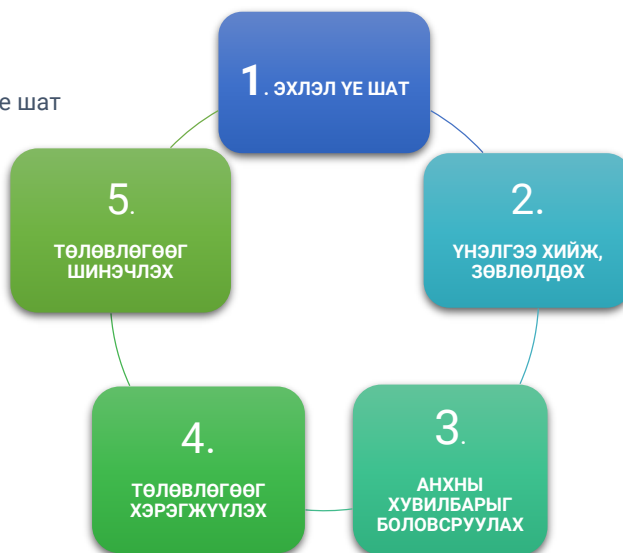 е шат
1. ЭХЛЭЛ ҮЕ ШАТ
2.
ҮНЭЛГЭЭ ХИЙЖ,
ЗӨВЛӨЛДӨХ
3.
АНХНЫ
ХУВИЛБАРЫГ
БОЛОВСРУУЛАХ
4.
ТӨЛӨВЛӨГӨӨГ
ХЭРЭГЖҮҮЛЭХ
5.
ТӨЛӨВЛӨГӨӨГ
ШИНЭЧЛЭХ